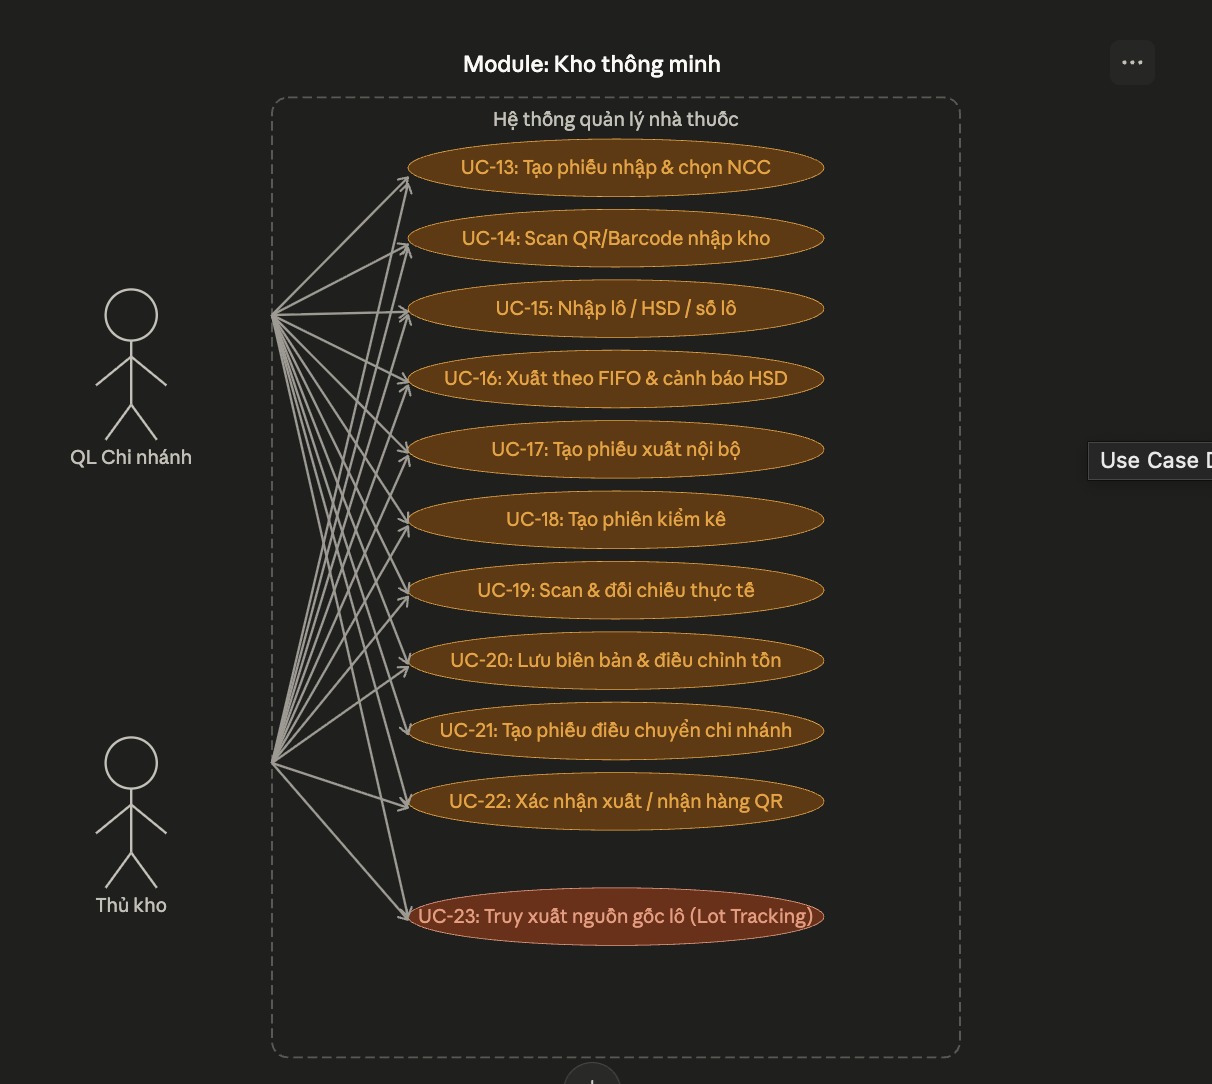 Module: Kho thông minh
Hệ thống quản lý nhà thuốc
UC-13: Tạo phiếu nhập & chọn NCC
UC-14: Scan QR/Barcode nhập kho
UC-15: Nhập lô / HSD / số lô
UC-16: Xuất theo FIFO & cảnh báo HSD
UC-17: Tạo phiếu xuất nội bộ
UC-18: Tạo phiên kiểm kê
UC-19: Scan & đối chiếu thực tế
UC-20: Lưu biên bản & điều chỉnh tồn
UC-21: Tạo phiếu điều chuyển chi nhánh
UC-22: Xác nhận xuất / nhận hàng QR
UC-23: Truy xuất nguồn gốc lô (Lot Tracking)
QL Chi nhánh
Thủ kho
Use Case D